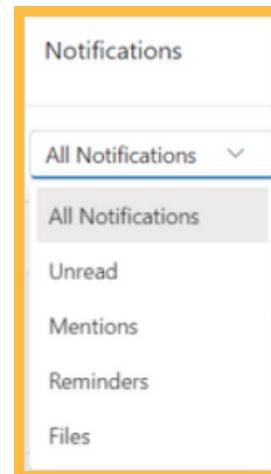 Notifications
All Notifications
All Notifications
Unread
Mentions
Reminders
Files